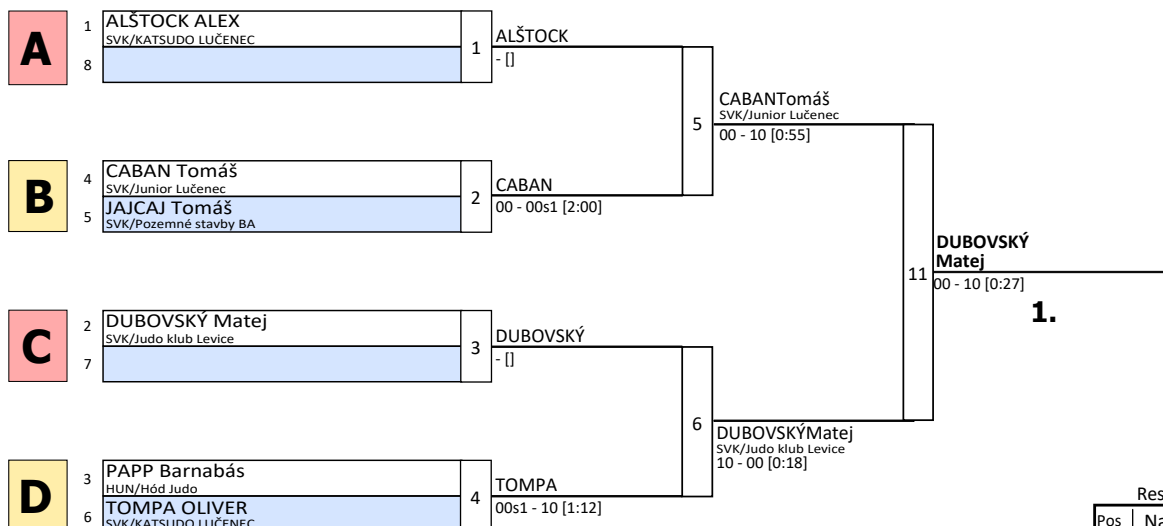 A
1 ALŠTOCK ALEX
SVK/KATSUDO LUČENEC
8
1
ALŠTOCK
- []
B
4 CABAN Tomáš
SVK/Junior Lučenec
5 JAJCAJ Tomáš
SVK/Pozemné stavby BA
2
CABAN
00 - 00s1 [2:00]
5
CABANTomáš
SVK/Junior Lučenec
00 - 10 [0:55]
C
2 DUBOVSKÝ Matej
SVK/Judo klub Levice
7
3
DUBOVSKÝ
- []
D
3 PAPP Barnabás
HUN/Hód Judo
6 TOMPA OLIVER
SVK/KATSUDO LUČENEC
4
TOMPA
00s1 - 10 [1:12]
6
DUBOVSKÝMatej
SVK/Judo klub Levice
10 - 00 [0:18]
11
DUBOVSKÝ
Matej
00 - 10 [0:27]
1.
Res
Pos Na